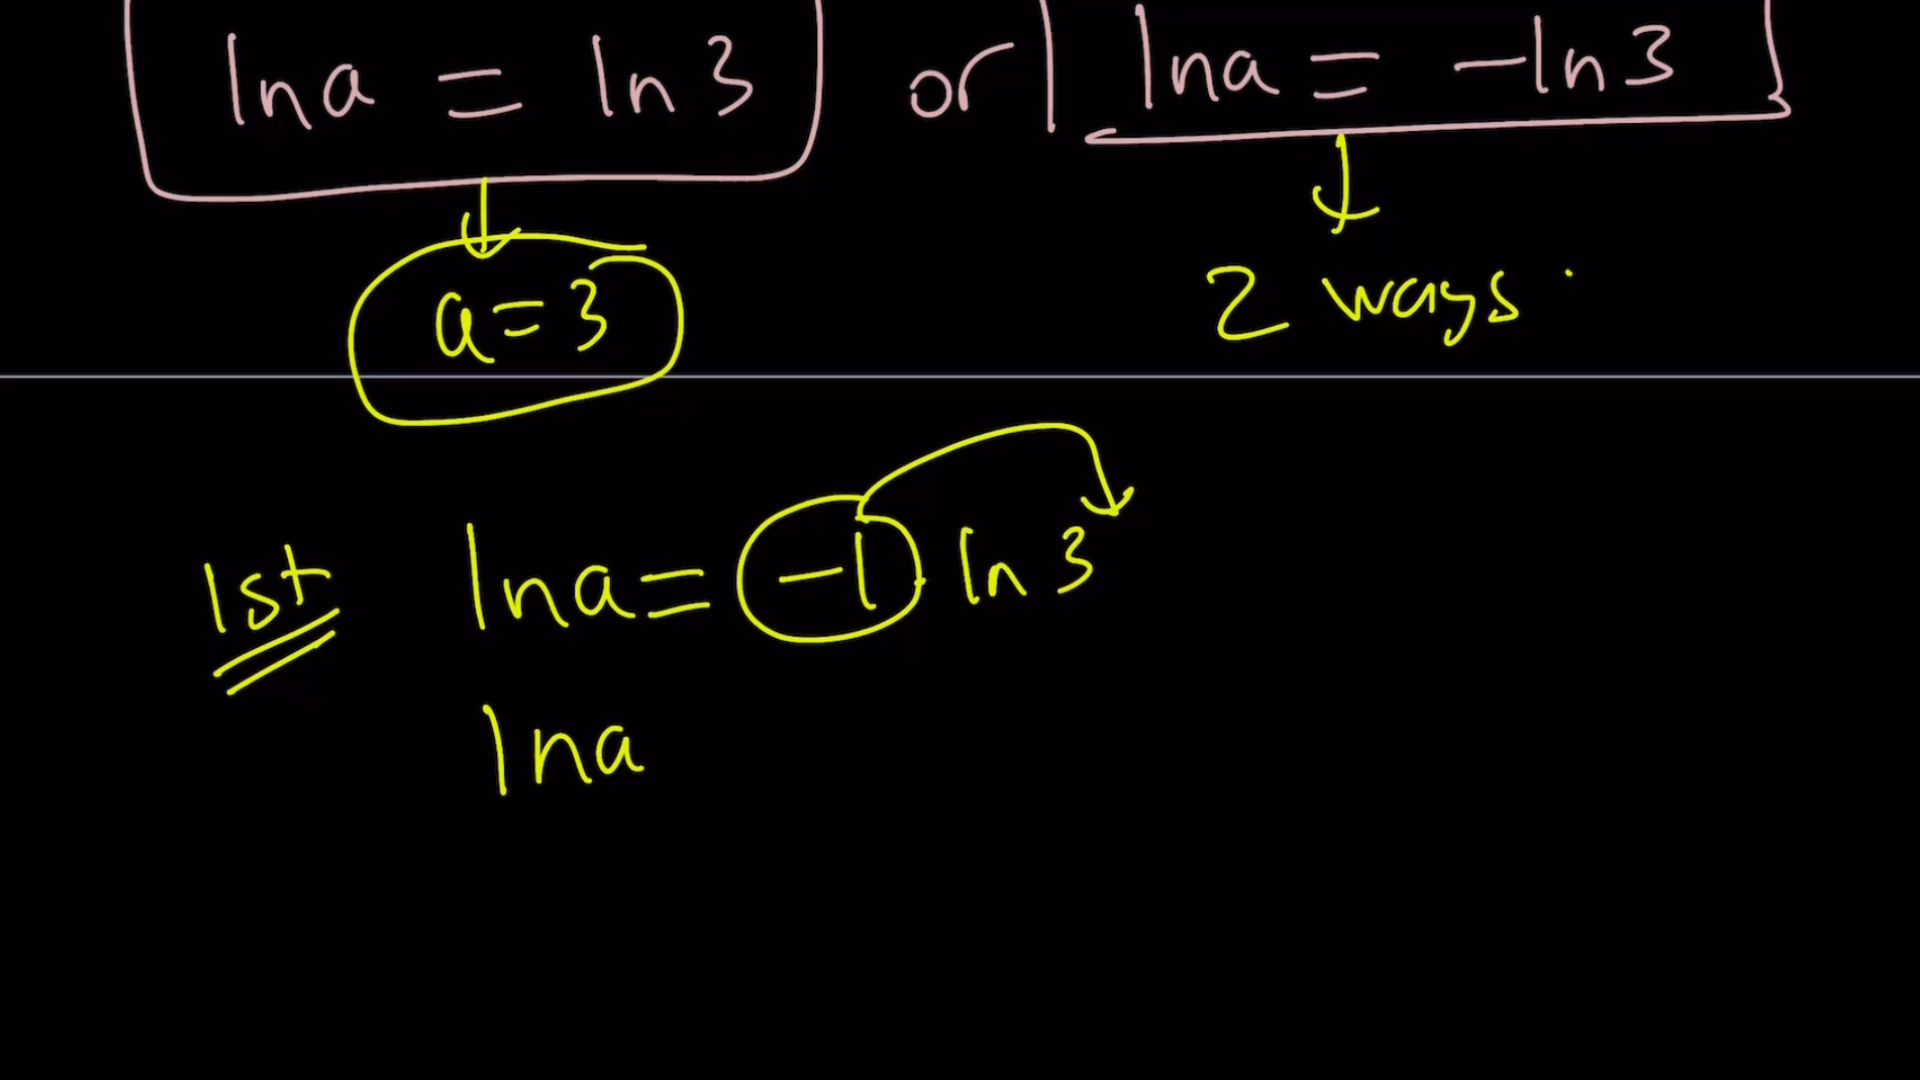 ln a = ln 3 or ln a = -ln 3
a = 3 2 ways
1st ln a = -1 ln 3
ln a